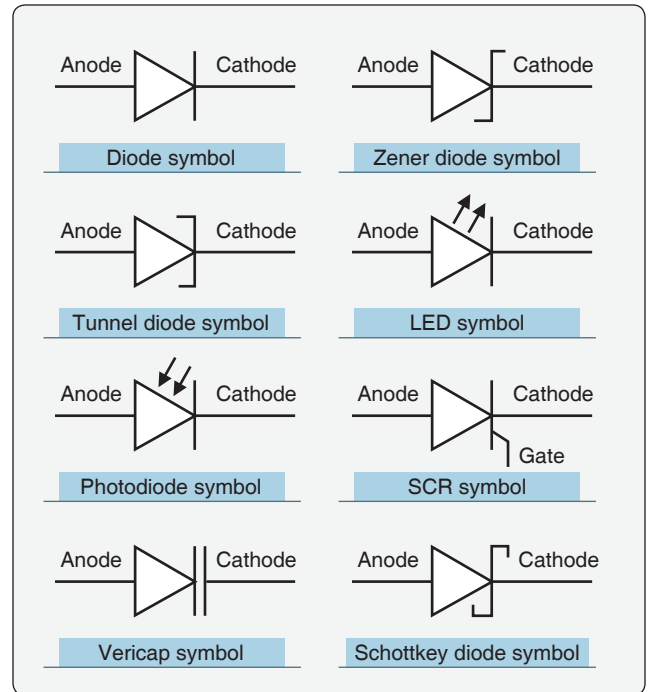 Anode Cathode Anode Cathode
Diode symbol Zener diode symbol
Anode Cathode Anode Cathode
Tunnel diode symbol LED symbol
Anode Cathode Anode Cathode
Gate
Photodiode symbol SCR symbol
Anode Cathode Anode Cathode
Vericap symbol Schottkey diode symbol